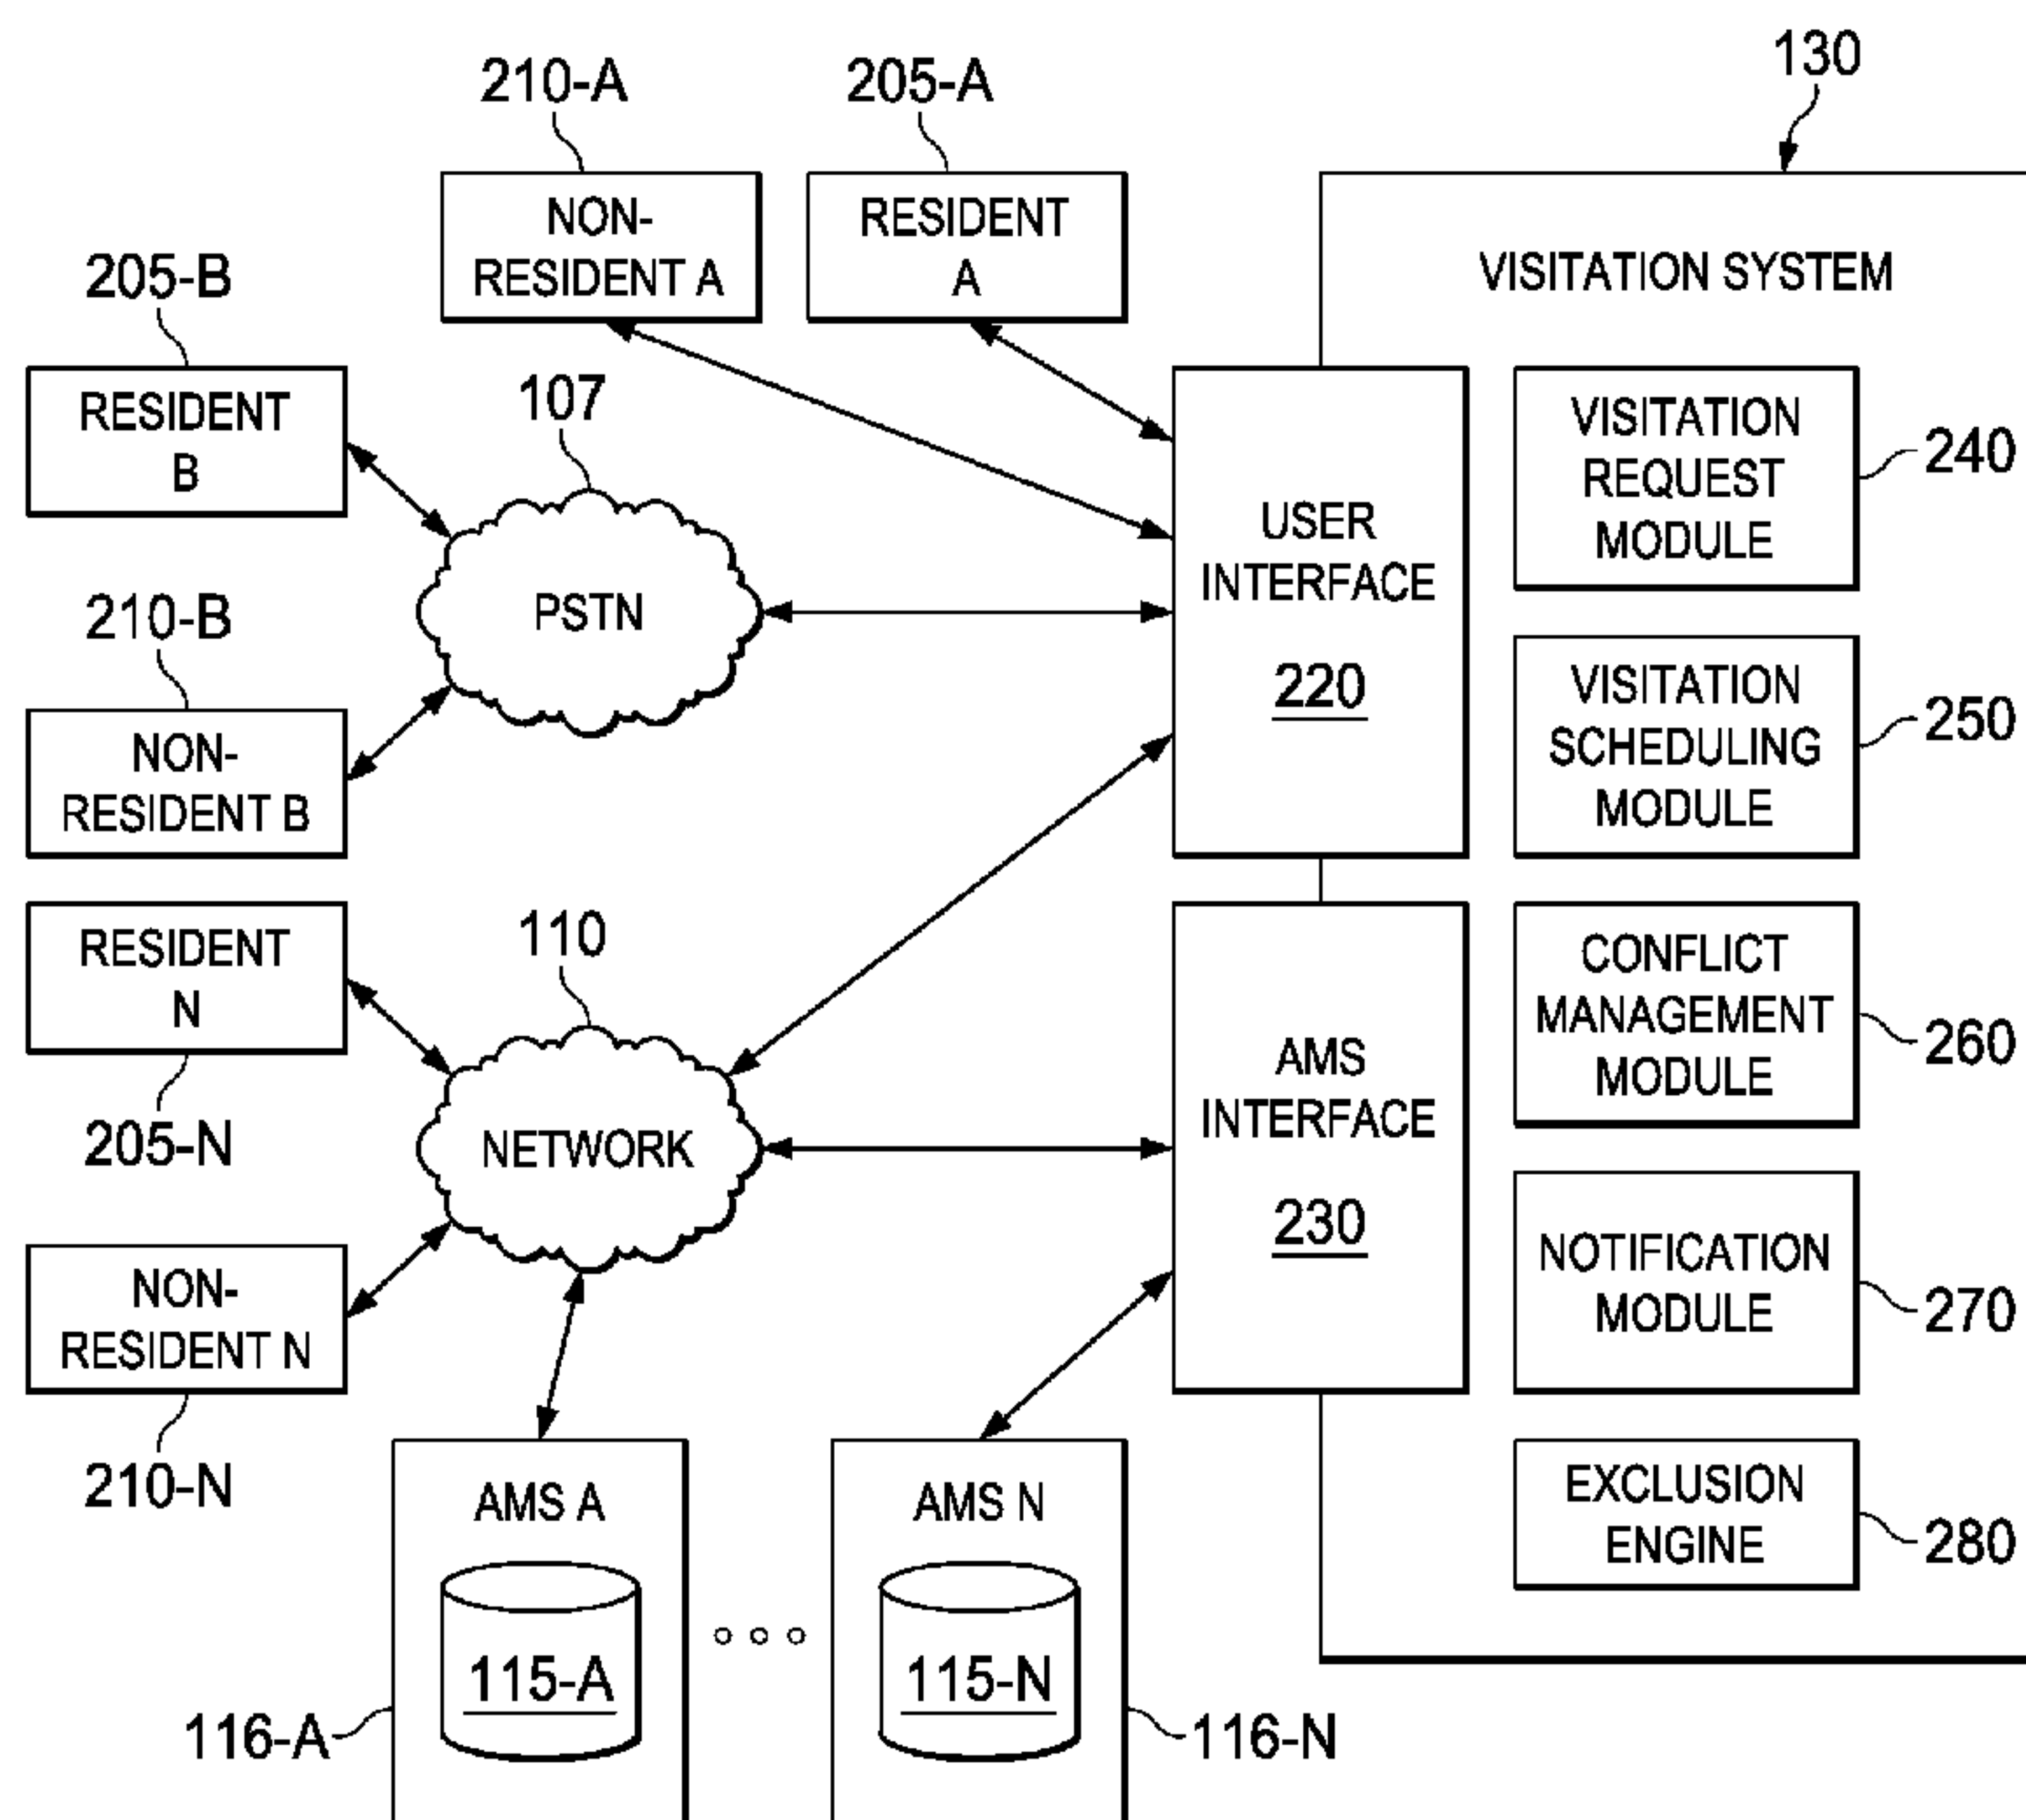 130
210-A
205-A
NON-
RESIDENT A
RESIDENT
A
VISITATION SYSTEM
205-B
RESIDENT
B
107
PSTN
210-B
NON-
RESIDENT B
USER
INTERFACE
220
VISITATION
REQUEST
MODULE
240
VISITATION
SCHEDULING
MODULE
250
RESIDENT
N
205-N
110
NETWORK
NON-
RESIDENT N
210-N
AMS
INTERFACE
230
CONFLICT
MANAGEMENT
MODULE
260
NOTIFICATION
MODULE
270
EXCLUSION
ENGINE
280
AMS A
115-A
116-A
AMS N
115-N
116-N